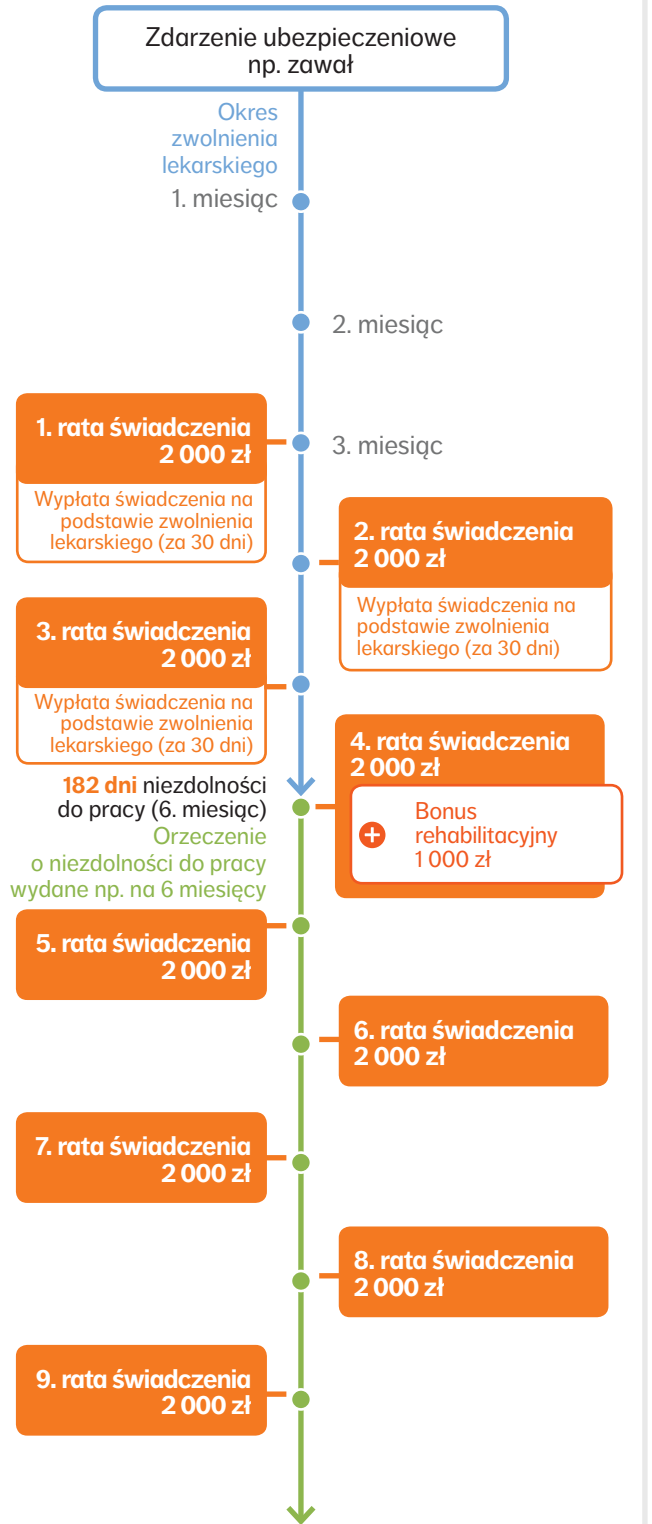 Zdarzenie ubezpieczeniowe
np. zawał
Okres
zwolnienia
lekarskiego
1. miesiąc
2. miesiąc
3. miesiąc
1. rata świadczenia
2 000 zł
Wypłata świadczenia na
podstawie zwolnienia
lekarskiego (za 30 dni)
2. rata świadczenia
2 000 zł
Wypłata świadczenia na
podstawie zwolnienia
lekarskiego (za 30 dni)
3. rata świadczenia
2 000 zł
Wypłata świadczenia na
podstawie zwolnienia
lekarskiego (za 30 dni)
4. rata świadczenia
2 000 zł
Bonus
rehabilitacyjny
1 000 zł
182 dni niezdolności
do pracy (6. miesiąc)
Orzeczenie
o niezdolności do pracy
wydane np. na 6 miesięcy
5. rata świadczenia
2 000 zł
6. rata świadczenia
2 000 zł
7. rata świadczenia
2 000 zł
8. rata świadczenia
2 000 zł
9. rata świadczenia
2 000 zł